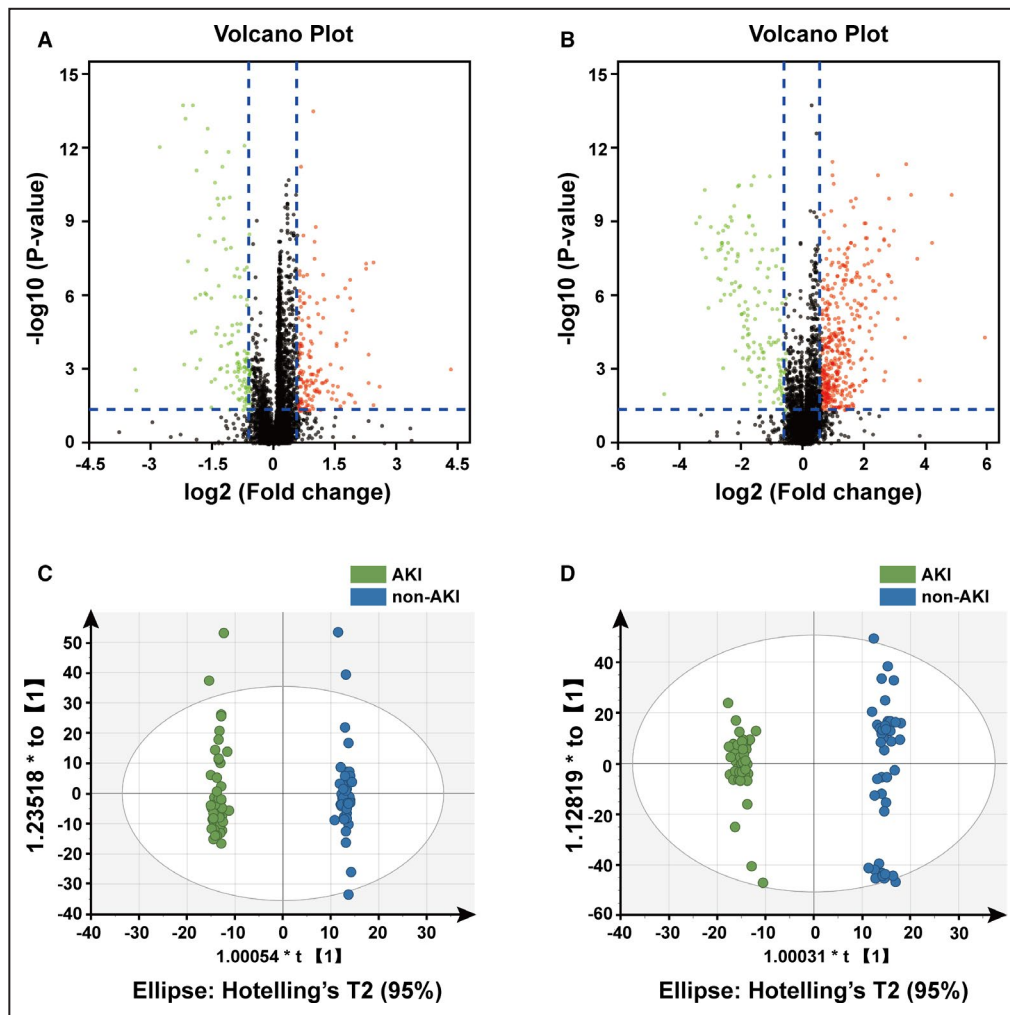 A
Volcano Plot
15
12
9
6
3
0
-log10 (P-value)
-4.5
-3
-1.5
0
1.5
3
4.5
log2 (Fold change)
B
Volcano Plot
15
12
9
6
3
0
-log10 (P-value)
-6
-4
-2
0
2
4
6
log2 (Fold change)
C
AKI
non-AKI
50
40
30
20
10
0
-10
-20
-30
-40
1.23518 * to【1】
-40
-30
-20
-10
0
10
20
30
1.00054 * t【1】
Ellipse: Hotelling's T2 (95%)
D
AKI
non-AKI
40
20
0
-20
-40
-60
1.12819 * to【1】
-40
-30
-20
-10
0
10
20
30
1.00031 * t【1】
Ellipse: Hotelling's T2 (95%)